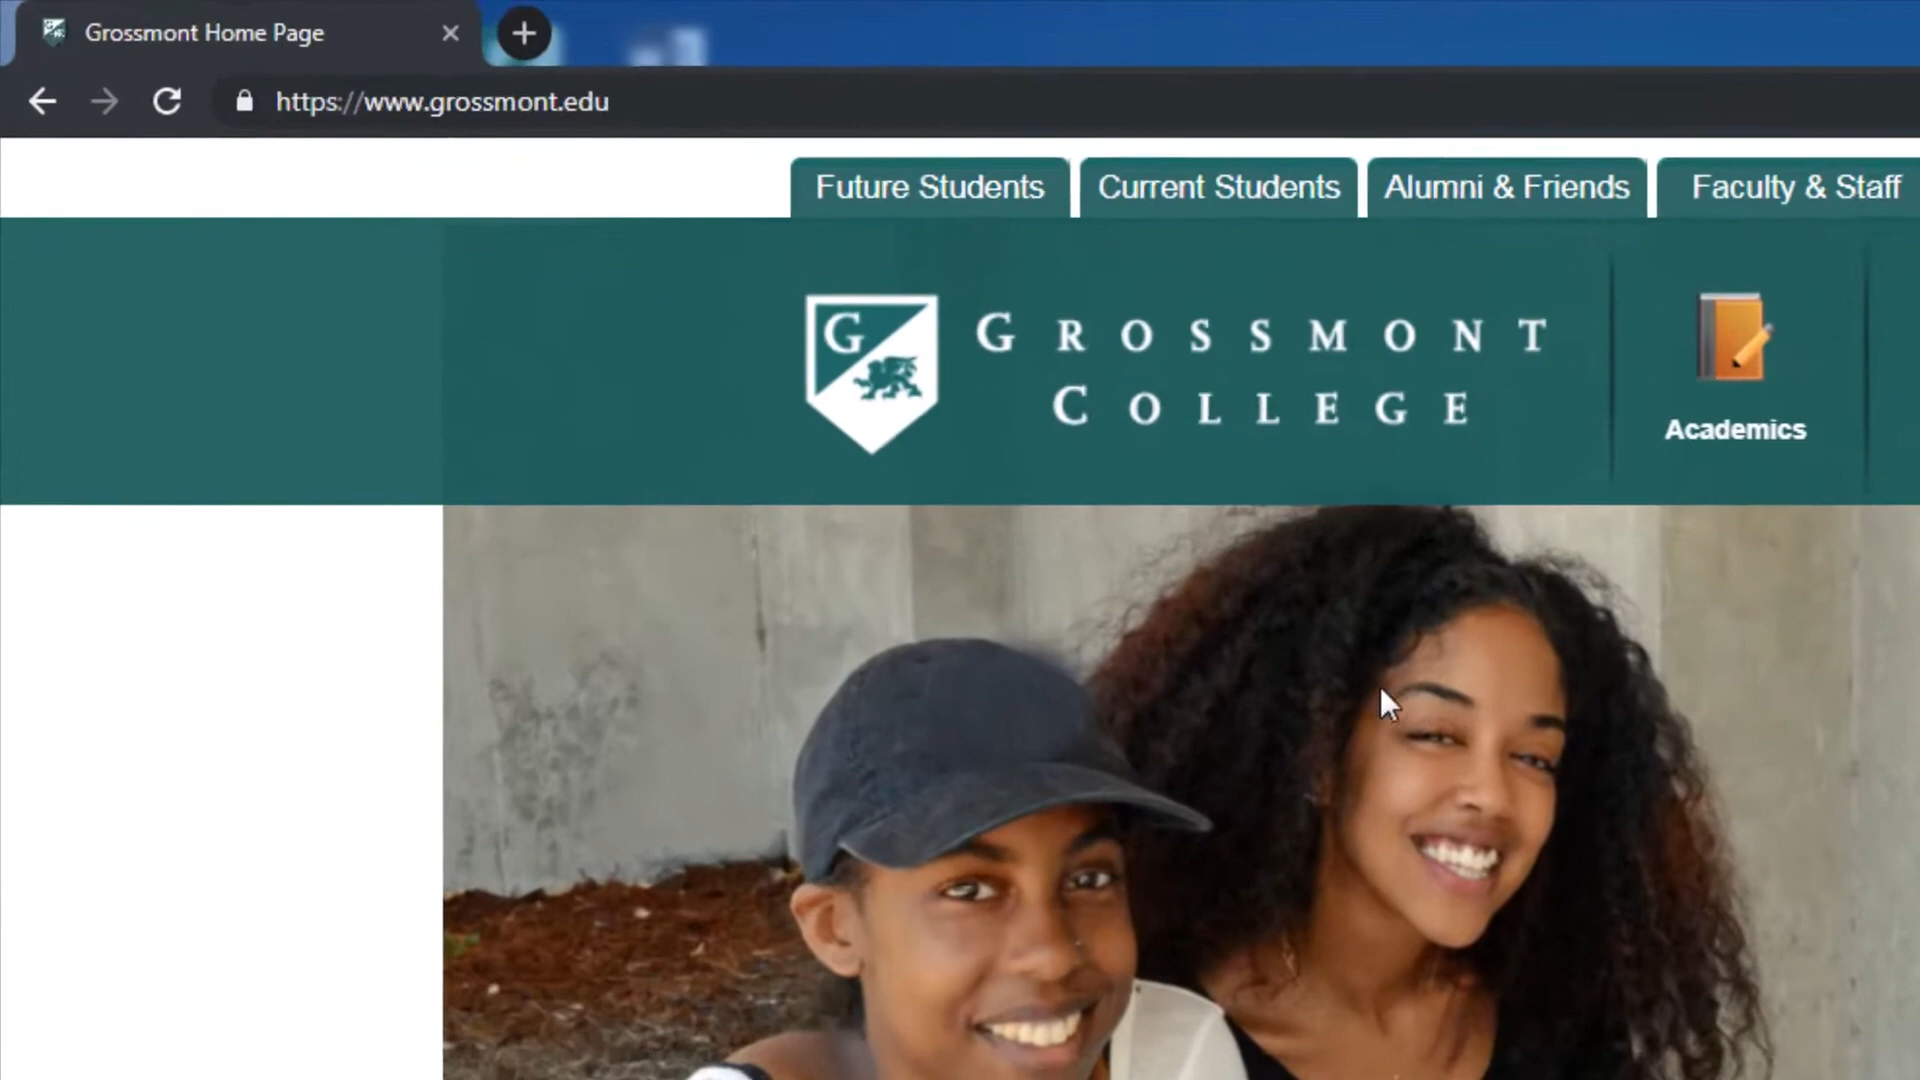 Grossmont Home Page
https://www.grossmont.edu
Future Students
Current Students
Alumni & Friends
Faculty & Staff
G
GROSSMONT
COLLEGE
Academics